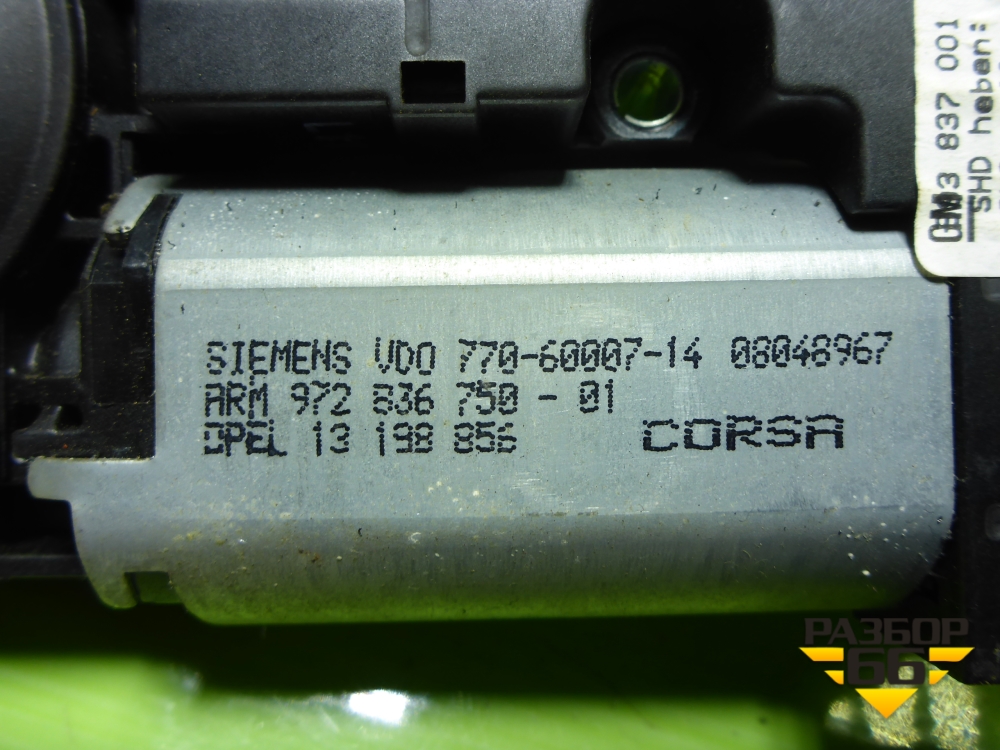 SIEMENS VDO 770-60007-14 08048967
ARM 972 836 750 - 01
OPEL 13 198 856 CORSA
GM3 837 001
SHD heben:
РАЗБОР
66